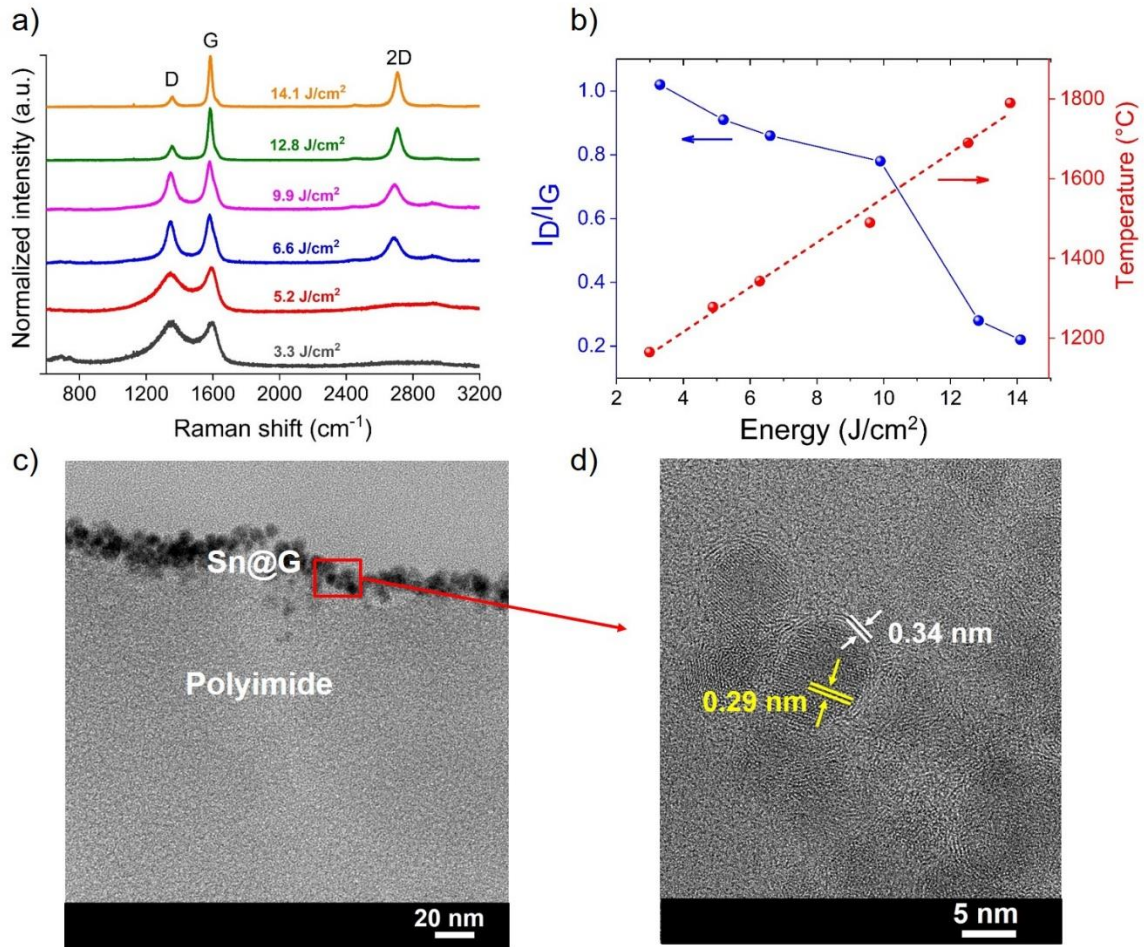 a)
Normalized intensity (a.u.)
D
G
2D
14.1 J/cm²
12.8 J/cm²
9.9 J/cm²
6.6 J/cm²
5.2 J/cm²
3.3 J/cm²
800 1200 1600 2000 2400 2800 3200
Raman shift (cm⁻¹)
b)
I_D/I_G
1.0
0.8
0.6
0.4
0.2
1800
1600
1400
1200
Temperature (°C)
2 4 6 8 10 12 14
Energy (J/cm²)
c)
Sn@G
Polyimide
20 nm
d)
0.34 nm
0.29 nm
5 nm